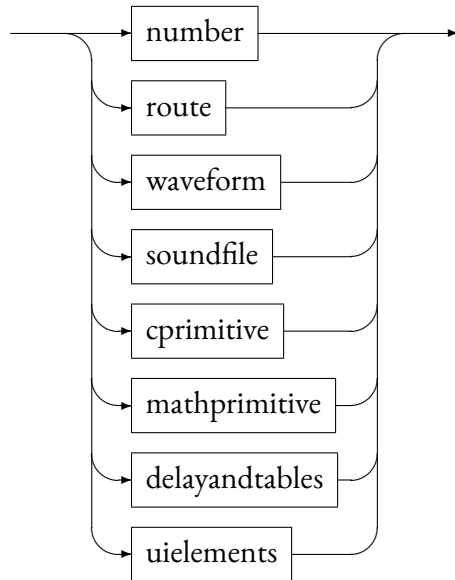 number
route
waveform
soundfile
cprimitive
mathprimitive
delayandtables
uielements